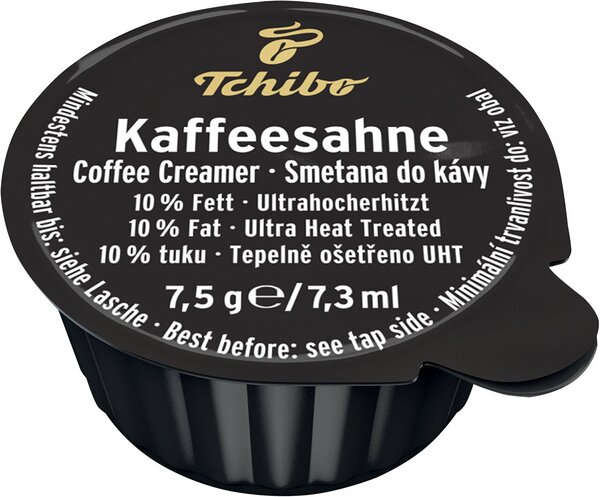 Tchibo
Kaffeesahne
Coffee Creamer · Smetana do kávy
10 % Fett · Ultrahocherhitzt
10 % Fat · Ultra Heat Treated
10 % tuku · Tepelně ošetřeno UHT
7,5 g ℮/7,3 ml
Mindestens haltbar bis: siehe Lasche · Best before: see tap side · Minimální trvanlivost do: viz obal